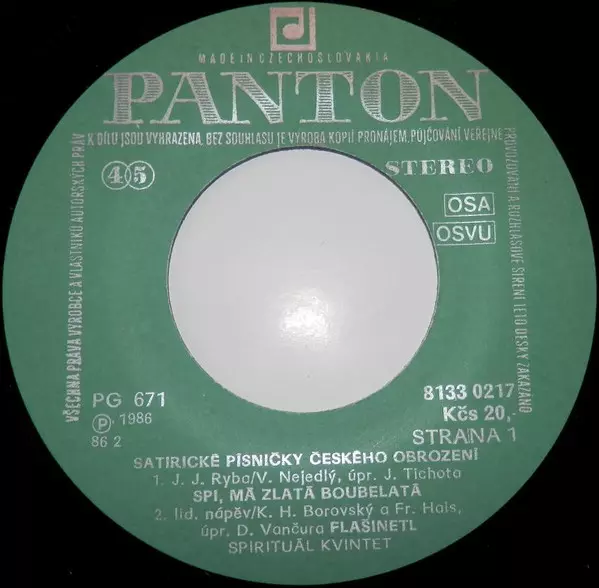 MADE IN CZECHOSLOVAKIA
PANTON
VŠECHNA PRÁVA VÝROBCE A VLASTNÍKŮ AUTORSKÝCH PRÁV
K DÍLU JSOU VYHRAZENA. BEZ SOUHLASU JE VÝROBA KOPIÍ PRONÁJEM, PŮJČOVÁNÍ VEŘEJNÉ
PROVOZOVÁNÍ A ROZHLASOVÉ ŠÍŘENÍ TÉTO DESKY ZAKÁZÁNO
45
STEREO
OSA
OSVU
PG 671
Ⓟ 1986
86 2
8133 0217
Kčs 20,-
STRANA 1
SATIRICKÉ PÍSNIČKY ČESKÉHO OBROZENÍ
1. J. J. Ryba/V. Nejedlý, úpr. J. Tichota
SPI, MÁ ZLATÁ BOUBELATÁ
2. lid. nápěv/K. H. Borovský a Fr. Hais,
úpr. D. Vančura FLAŠINETL
SPIRITUÁL KVINTET